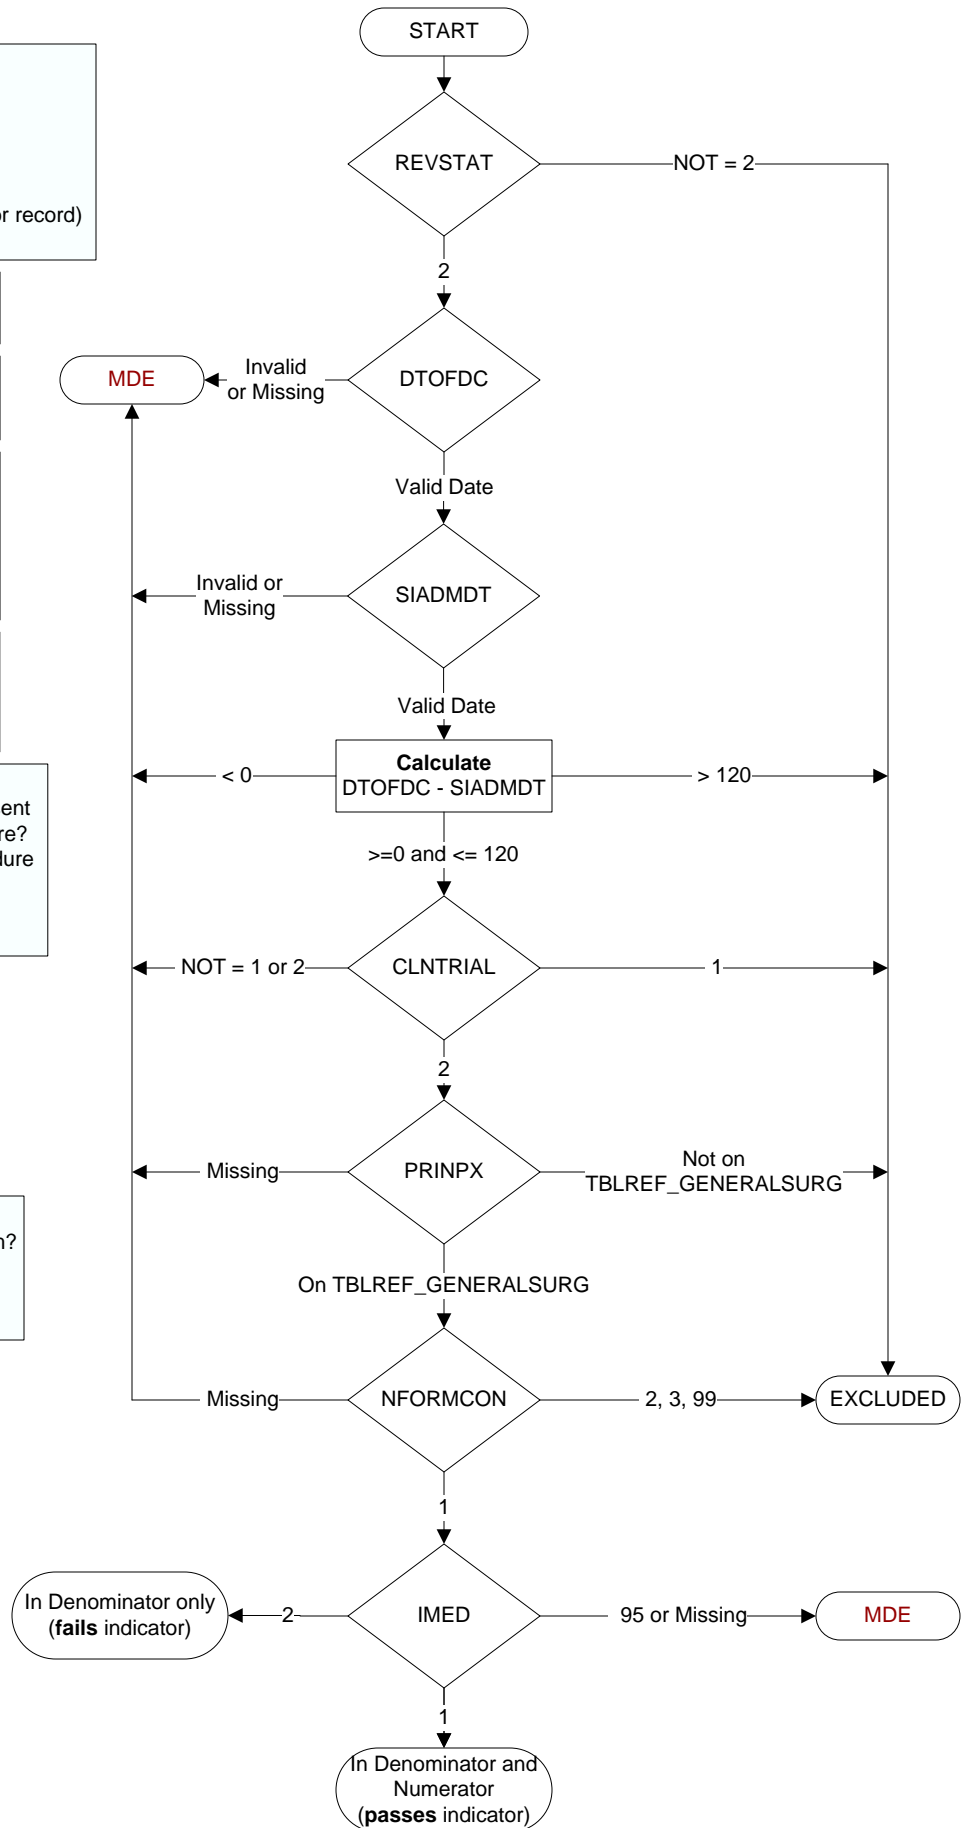 START
REVSTAT
NOT = 2
record)
2
Invalid
or Missing
MDE
DTOFDC
Valid Date
Invalid or
Missing
SIADMDT
Valid Date
Calculate
DTOFDC - SIADMDT
< 0
> 120
>=0 and <= 120
NOT = 1 or 2
CLNTRIAL
1
2
Missing
PRINPX
Not on
TBLREF_GENERALSURG
On TBLREF_GENERALSURG
Missing
NFORMCON
2, 3, 99
EXCLUDED
1
In Denominator only
(fails indicator)
2
IMED
95 or Missing
MDE
1
In Denominator and
Numerator
(passes indicator)